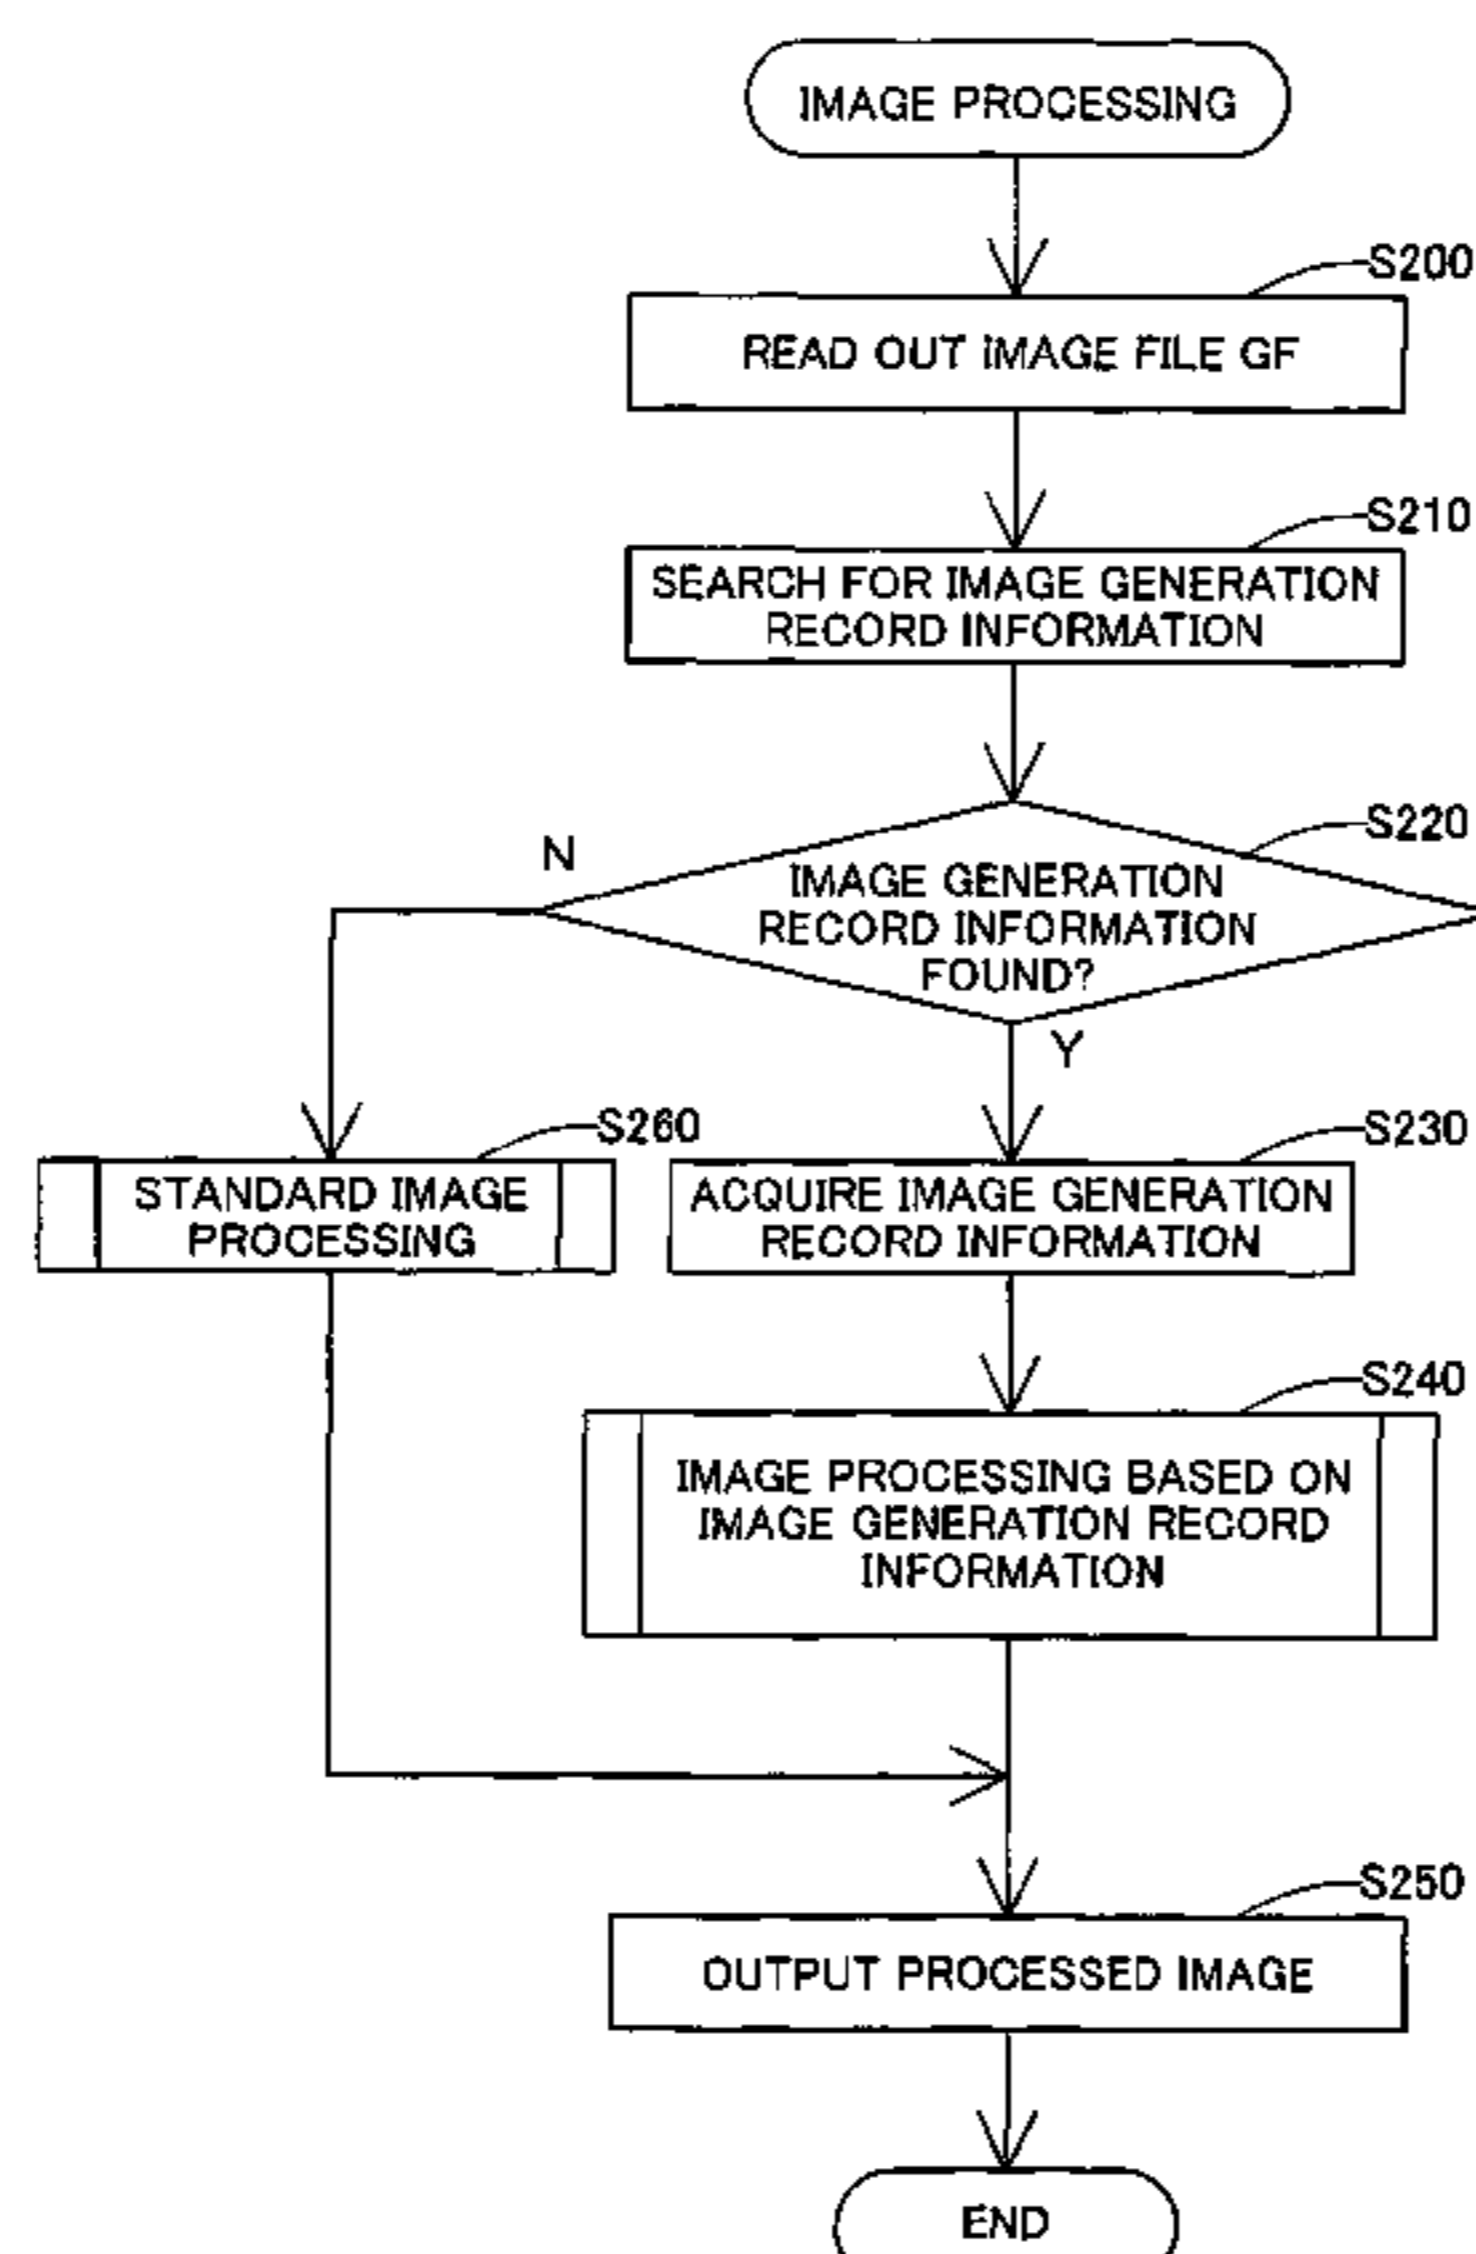 IMAGE PROCESSING
S200
READ OUT IMAGE FILE GF
S210
SEARCH FOR IMAGE GENERATION
RECORD INFORMATION
S220
N
IMAGE GENERATION
RECORD INFORMATION
FOUND?
Y
S260
STANDARD IMAGE
PROCESSING
S230
ACQUIRE IMAGE GENERATION
RECORD INFORMATION
S240
IMAGE PROCESSING BASED ON
IMAGE GENERATION RECORD
INFORMATION
S250
OUTPUT PROCESSED IMAGE
END